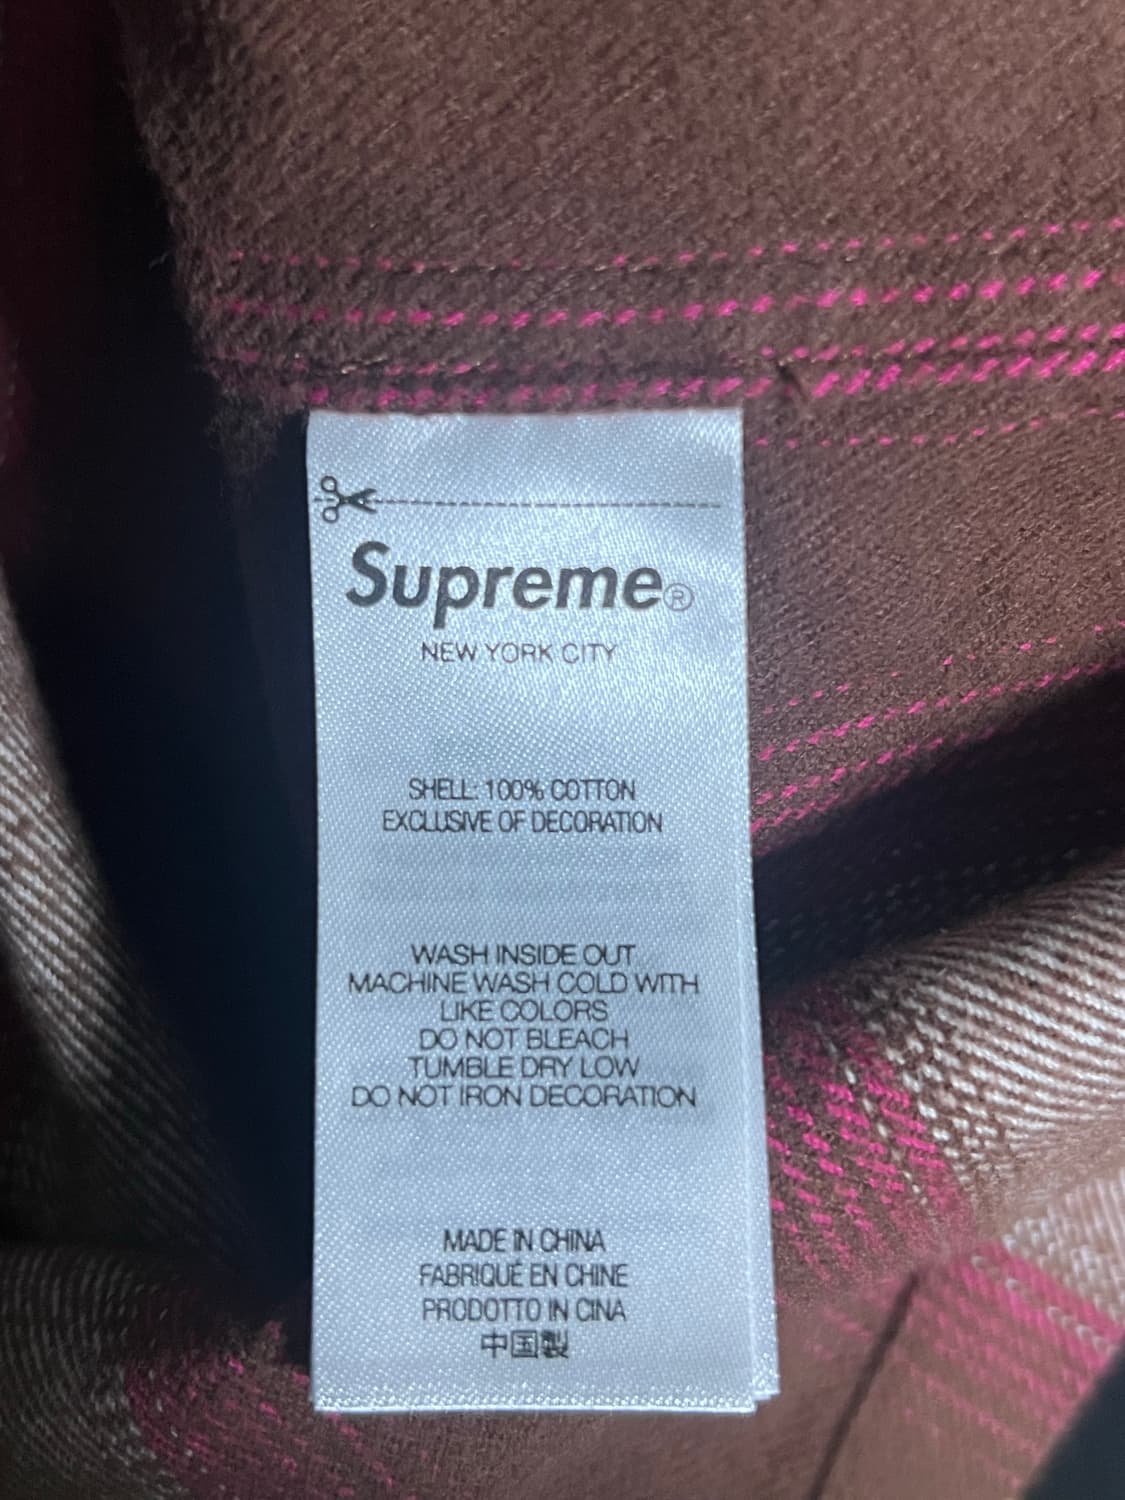 Supreme®
NEW YORK CITY
SHELL: 100% COTTON
EXCLUSIVE OF DECORATION
WASH INSIDE OUT
MACHINE WASH COLD WITH
LIKE COLORS
DO NOT BLEACH
TUMBLE DRY LOW
DO NOT IRON DECORATION
MADE IN CHINA
FABRIQUÉ EN CHINE
PRODOTTO IN CINA
中国製